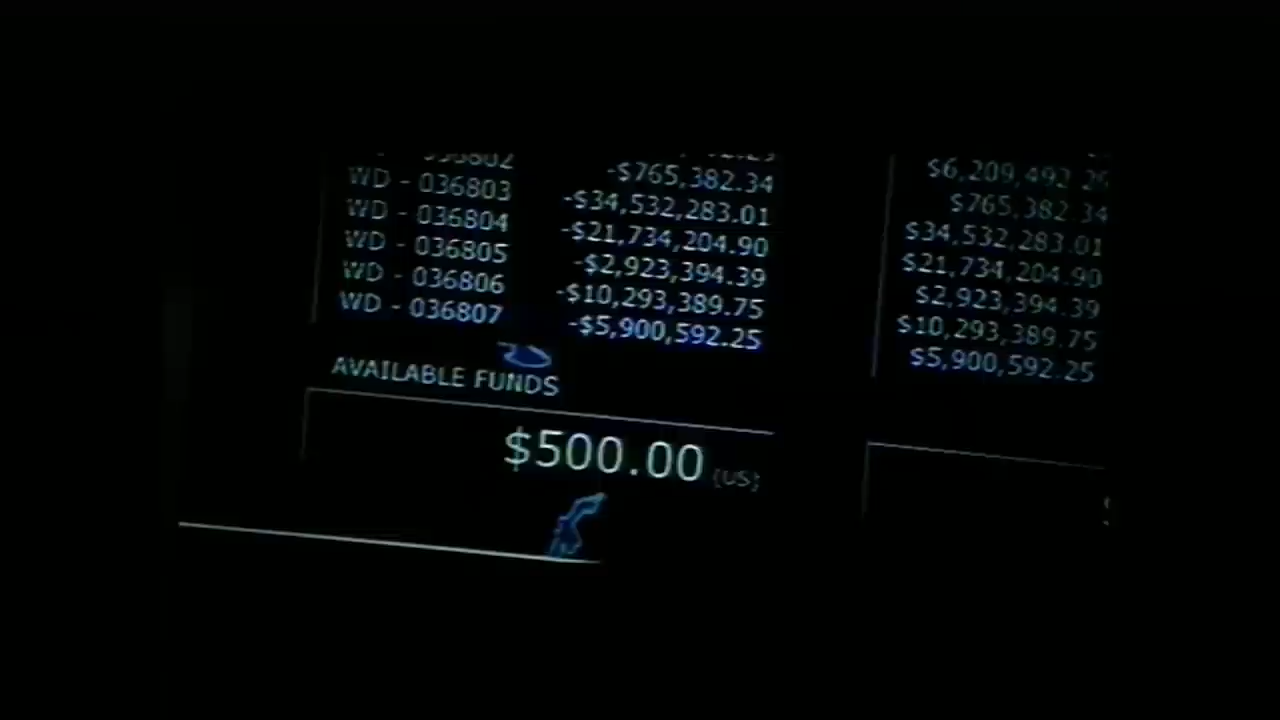 -$765,382.34 $765,382.34
WD - 036803 -$34,532,283.01 $34,532,283.01
WD - 036804 -$21,734,204.90 $21,734,204.90
WD - 036805 -$2,923,394.39 $2,923,394.39
WD - 036806 -$10,293,389.75 $10,293,389.75
WD - 036807 -$5,900,592.25 $5,900,592.25
AVAILABLE FUNDS
$500.00 (US)